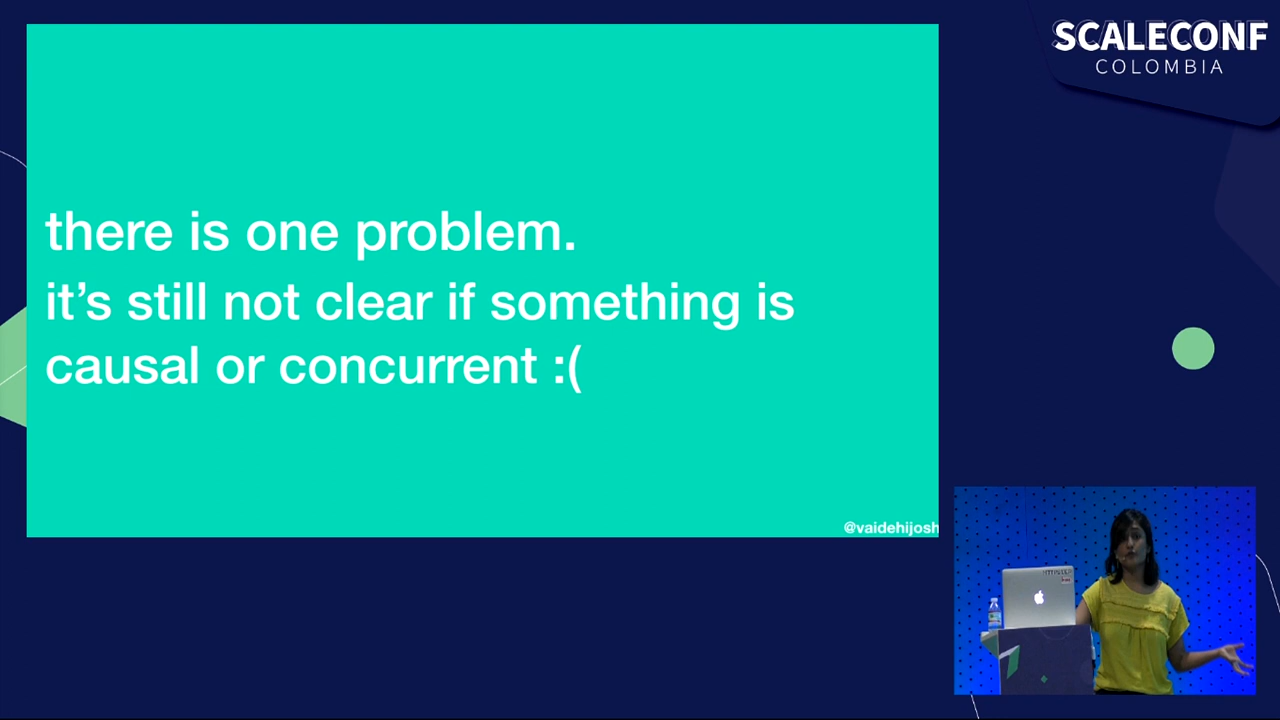 SCALECONF
COLOMBIA
there is one problem.
it's still not clear if something is
causal or concurrent :(
@vaidehijosh